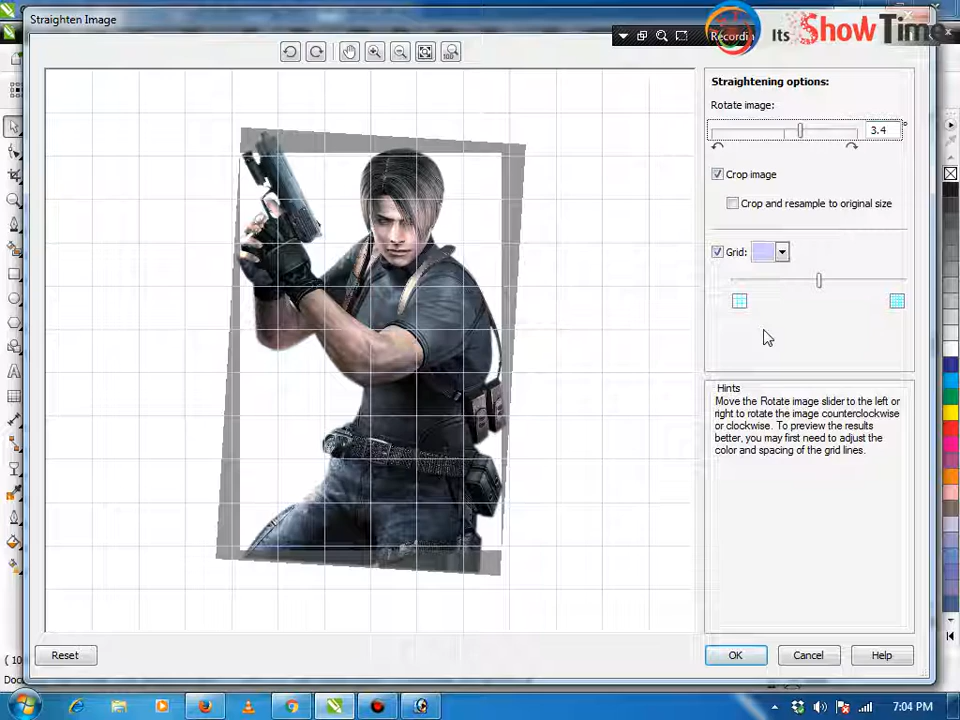 Straighten Image
Recordin
Its ShowTime
100
Straightening options:
Rotate image:
3.4 °
Crop image
Crop and resample to original size
Grid:
Hints
Move the Rotate image slider to the left or
right to rotate the image counterclockwise
or clockwise. To preview the results
better, you may first need to adjust the
color and spacing of the grid lines.
Reset
OK
Cancel
Help
( 10
Doc
7:04 PM